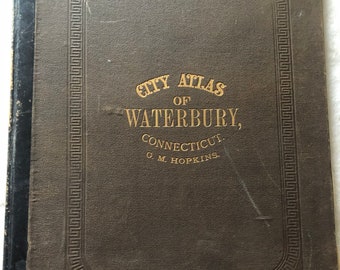 CITY ATLAS
OF
WATERBURY,
CONNECTICUT.
G. M. HOPKINS.